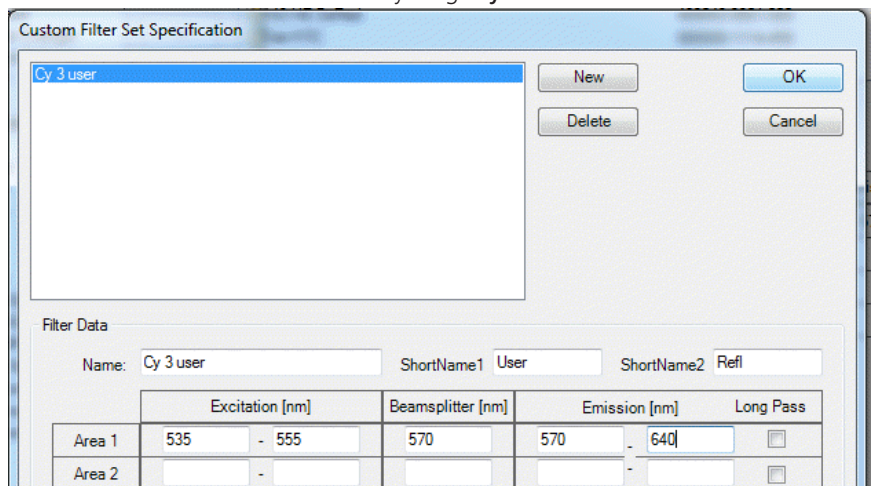 Custom Filter Set Specification
Cy 3 user
New
OK
Delete
Cancel
Filter Data
Name: Cy 3 user ShortName1 User ShortName2 Refl
Excitation [nm] Beamsplitter [nm] Emission [nm] Long Pass
Area 1 535 - 555 570 570 - 640
Area 2 - -